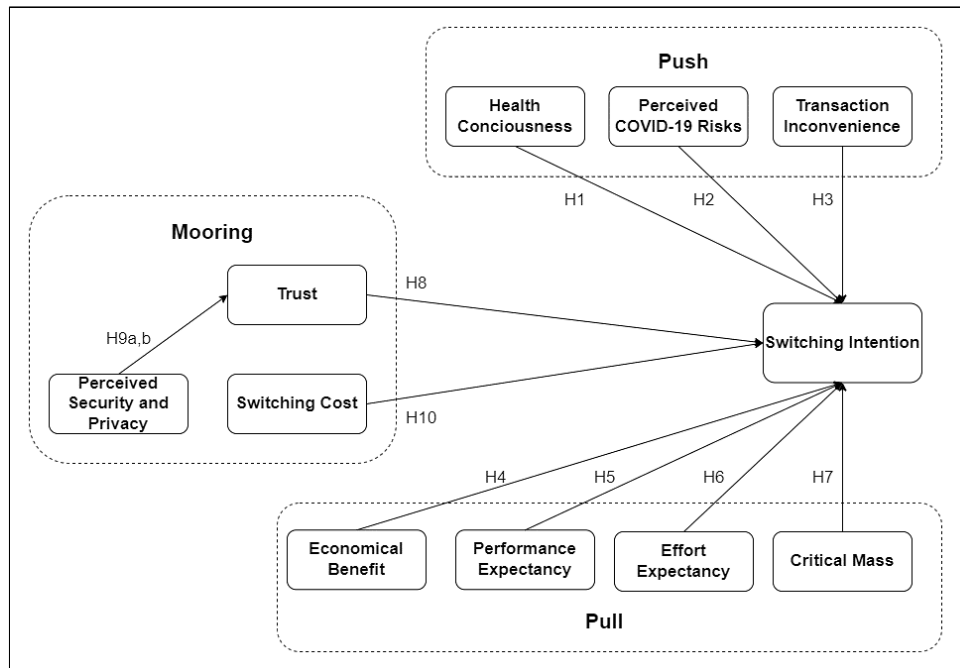 Push
Health
Conciousness
Perceived
COVID-19 Risks
Transaction
Inconvenience
H1
H2
H3
Mooring
Trust
H8
H9a,b
Switching Intention
Perceived
Security and
Privacy
Switching Cost
H10
H4
H5
H6
H7
Economical
Benefit
Performance
Expectancy
Effort
Expectancy
Critical Mass
Pull